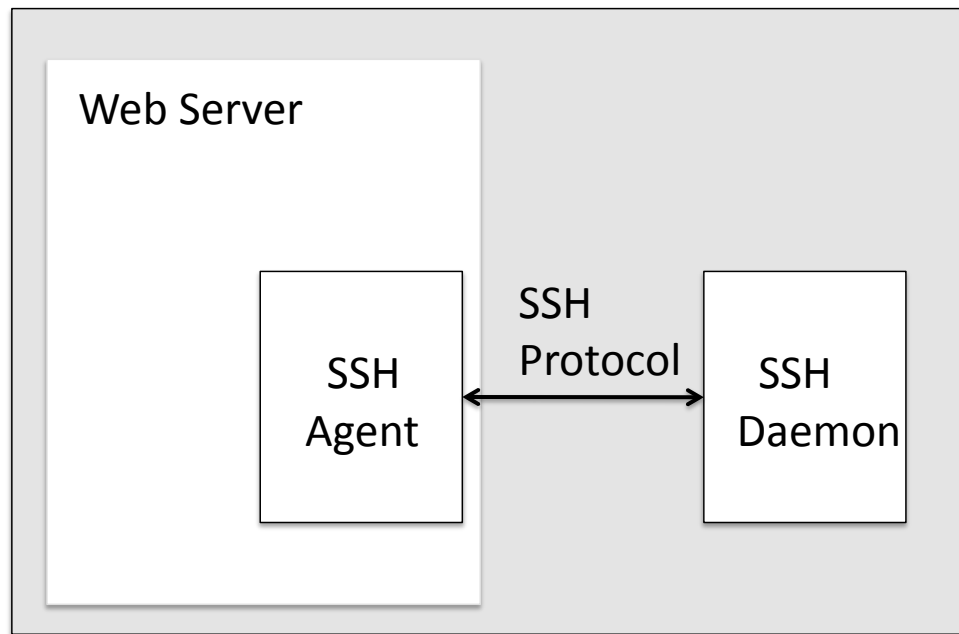 Web Server
SSH
Protocol
SSH
Agent
SSH
Daemon